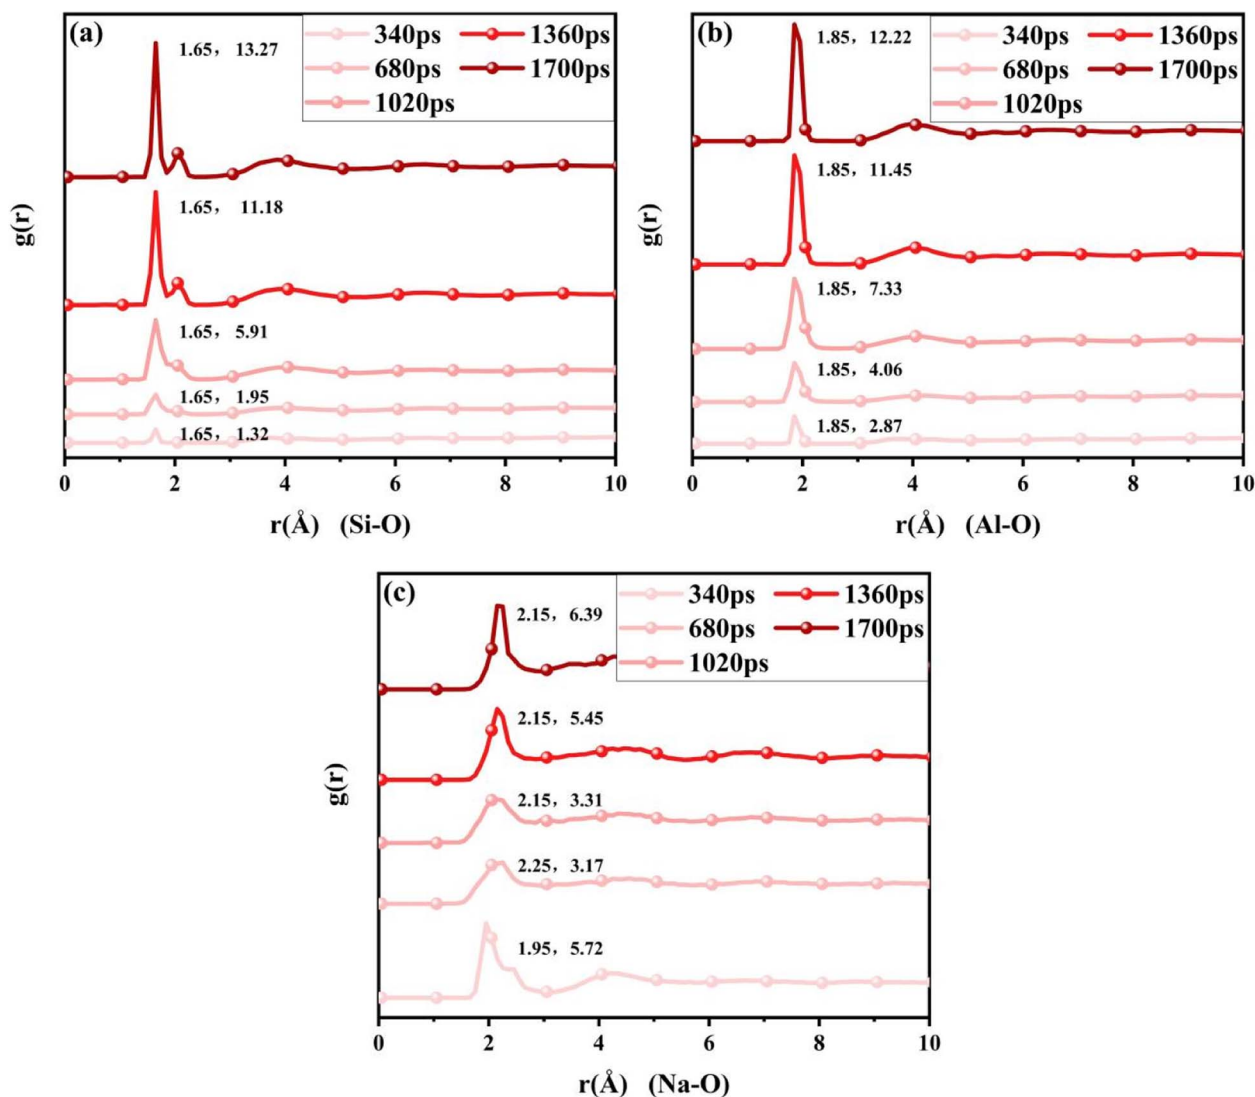 (a)
340ps 1360ps
680ps 1700ps
1020ps
1.65， 13.27
1.65， 11.18
1.65， 5.91
1.65， 1.95
1.65， 1.32
g(r)
0 2 4 6 8 10
r(Å) (Si-O)
(b)
340ps 1360ps
680ps 1700ps
1020ps
1.85， 12.22
1.85， 11.45
1.85， 7.33
1.85， 4.06
1.85， 2.87
g(r)
0 2 4 6 8 10
r(Å) (Al-O)
(c)
340ps 1360ps
680ps 1700ps
1020ps
2.15， 6.39
2.15， 5.45
2.15， 3.31
2.25， 3.17
1.95， 5.72
g(r)
0 2 4 6 8 10
r(Å) (Na-O)